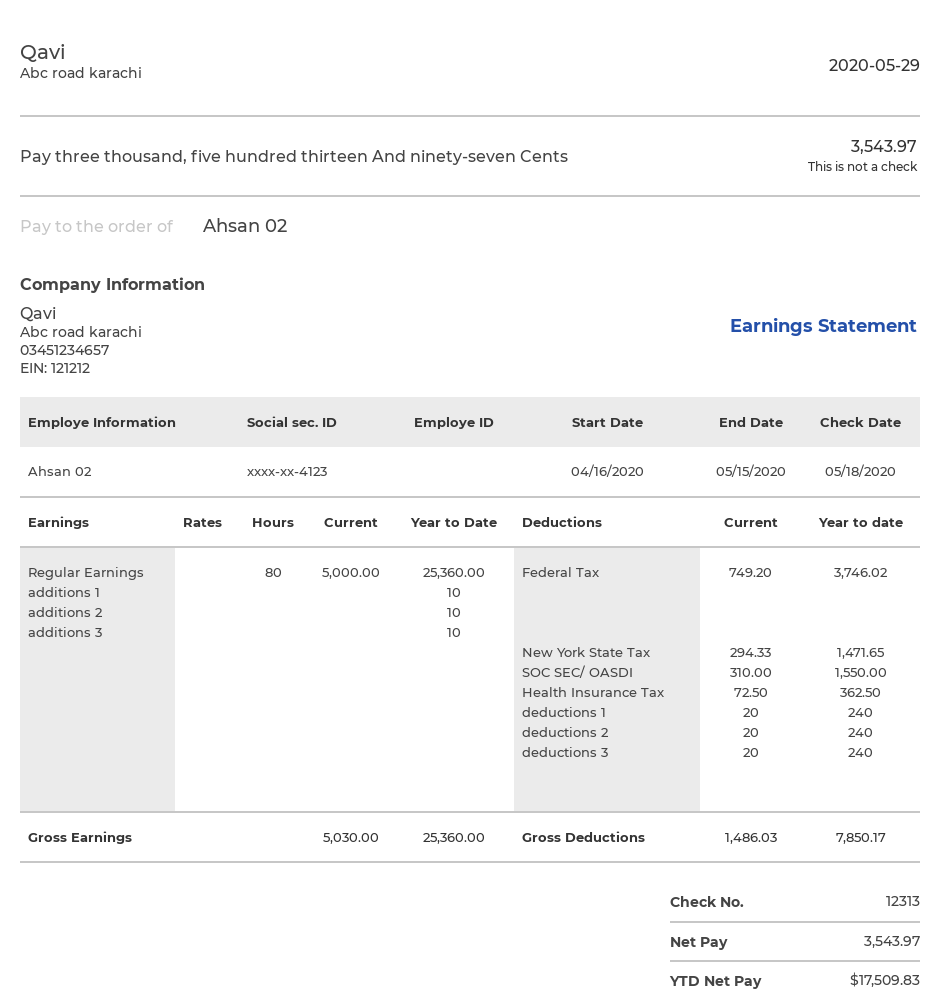 Qavi
Abc road karachi
2020-05-29
Pay three thousand, five hundred thirteen And ninety-seven Cents
3,543.97
This is not a check
Pay to the order of Ahsan 02
Company Information
Qavi
Abc road karachi
03451234657
EIN: 121212
Earnings Statement
Employe Information Social sec. ID Employe ID Start Date End Date Check Date
Ahsan 02 xxxx-xx-4123 04/16/2020 05/15/2020 05/18/2020
Earnings Rates Hours Current Year to Date Deductions Current Year to date
Regular Earnings 80 5,000.00 25,360.00 Federal Tax 749.20 3,746.02
additions 1 10
additions 2 10
additions 3 10
New York State Tax 294.33 1,471.65
SOC SEC/ OASDI 310.00 1,550.00
Health Insurance Tax 72.50 362.50
deductions 1 20 240
deductions 2 20 240
deductions 3 20 240
Gross Earnings 5,030.00 25,360.00 Gross Deductions 1,486.03 7,850.17
Check No. 12313
Net Pay 3,543.97
YTD Net Pay $17,509.83